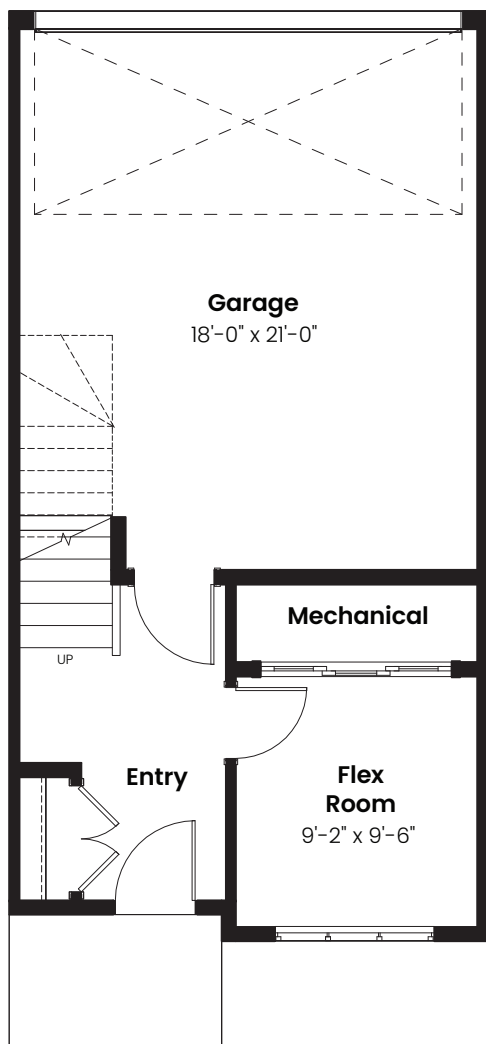 Garage
18'-0" x 21'-0"
Mechanical
UP
Entry
Flex
Room
9'-2" x 9'-6"